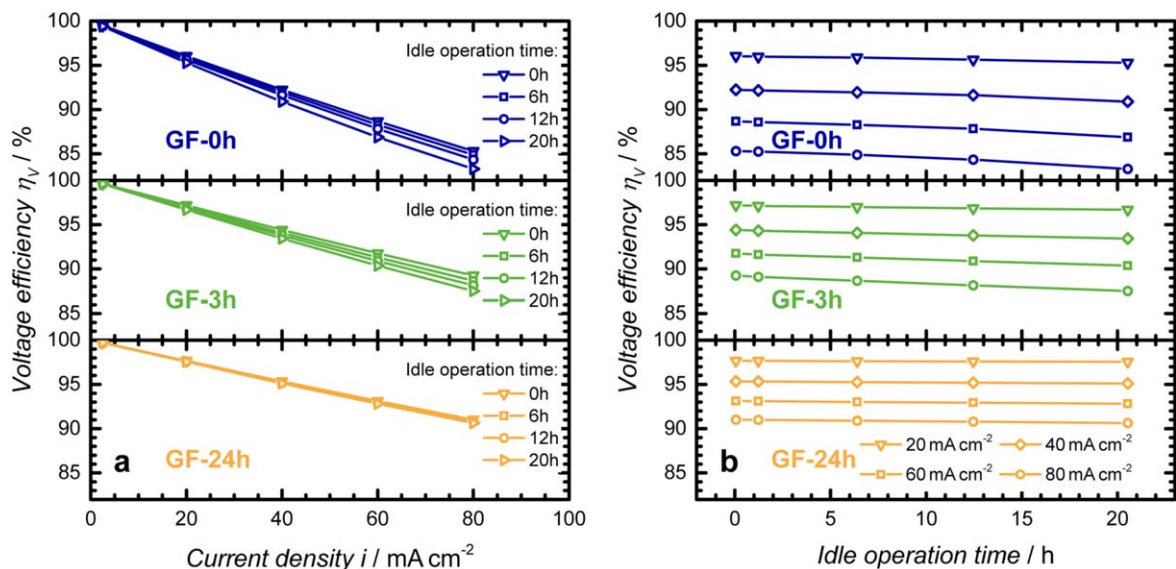 Voltage efficiency ηV / %
100
95
90
85
Idle operation time:
0h
6h
12h
20h
GF-0h
100
95
90
85
Idle operation time:
0h
6h
12h
20h
GF-3h
100
95
90
85
Idle operation time:
0h
6h
12h
20h
a
GF-24h
0 20 40 60 80 100
Current density i / mA cm-2
Voltage efficiency ηV / %
100
95
90
85
GF-0h
100
95
90
85
GF-3h
100
95
90
85
20 mA cm-2 40 mA cm-2
60 mA cm-2 80 mA cm-2
b
GF-24h
0 5 10 15 20
Idle operation time / h